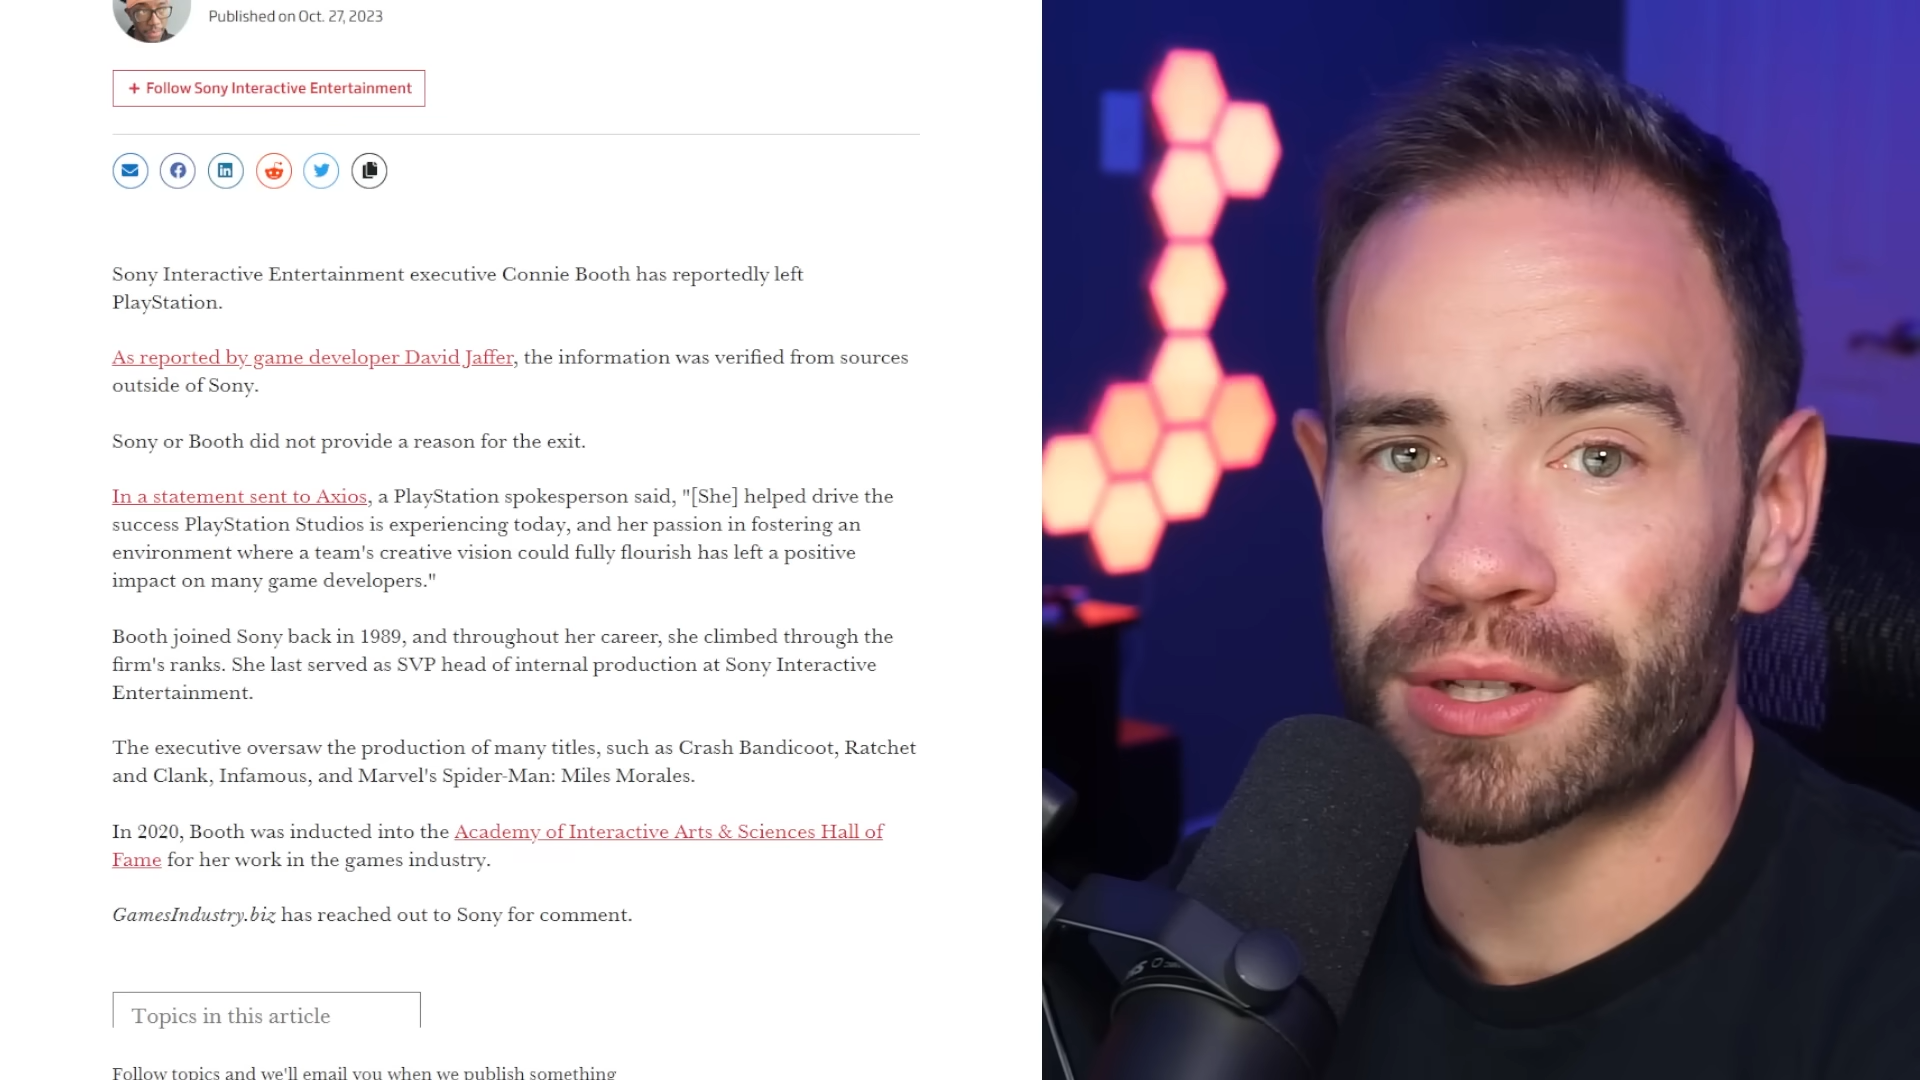 Published on Oct. 27, 2023
+ Follow Sony Interactive Entertainment
Sony Interactive Entertainment executive Connie Booth has reportedly left
PlayStation.
As reported by game developer David Jaffer, the information was verified from sources
outside of Sony.
Sony or Booth did not provide a reason for the exit.
In a statement sent to Axios, a PlayStation spokesperson said, "[She] helped drive the
success PlayStation Studios is experiencing today, and her passion in fostering an
environment where a team's creative vision could fully flourish has left a positive
impact on many game developers."
Booth joined Sony back in 1989, and throughout her career, she climbed through the
firm's ranks. She last served as SVP head of internal production at Sony Interactive
Entertainment.
The executive oversaw the production of many titles, such as Crash Bandicoot, Ratchet
and Clank, Infamous, and Marvel's Spider-Man: Miles Morales.
In 2020, Booth was inducted into the Academy of Interactive Arts & Sciences Hall of
Fame for her work in the games industry.
GamesIndustry.biz has reached out to Sony for comment.
Topics in this article
Follow topics and we'll email you when we publish something